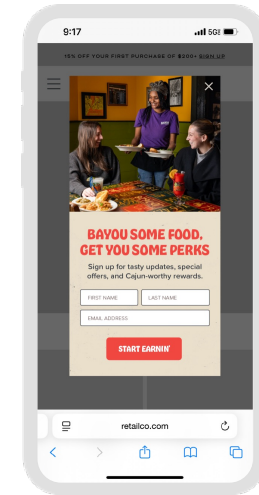 9:17
5GE
15% OFF YOUR FIRST PURCHASE OF $200+ SIGN UP
BAYOU SOME FOOD,
GET YOU SOME PERKS
Sign up for tasty updates, special
offers, and Cajun-worthy rewards.
FIRST NAME LAST NAME
EMAIL ADDRESS
START EARNIN'
retailco.com